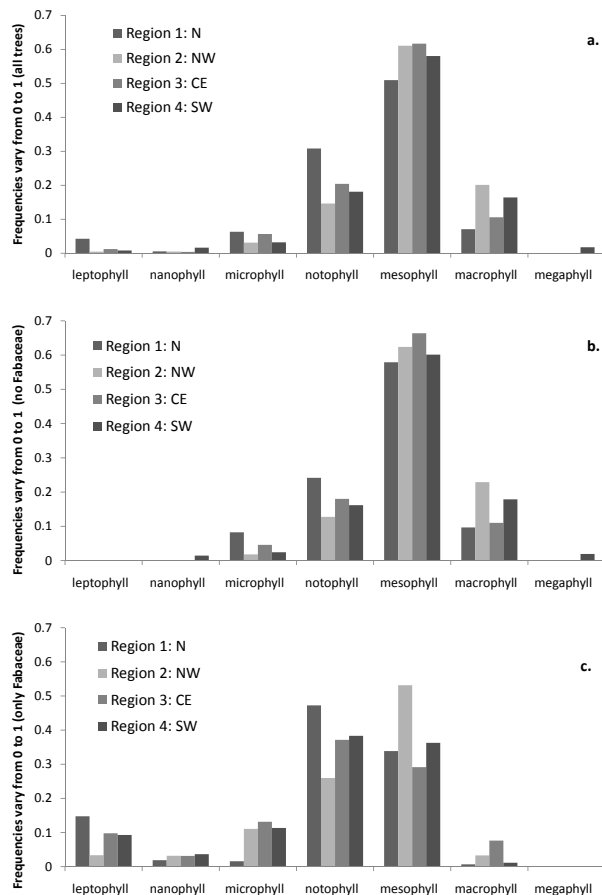 Frequencies vary from 0 to 1 (all trees)
0.7
0.6
0.5
0.4
0.3
0.2
0.1
0
Region 1: N
Region 2: NW
Region 3: CE
Region 4: SW
a.
leptophyll nanophyll microphyll notophyll mesophyll macrophyll megaphyll
Frequencies vary from 0 to 1 (no Fabaceae)
0.7
0.6
0.5
0.4
0.3
0.2
0.1
0
Region 1: N
Region 2: NW
Region 3: CE
Region 4: SW
b.
leptophyll nanophyll microphyll notophyll mesophyll macrophyll megaphyll
Frequencies vary from 0 to 1 (only Fabaceae)
0.7
0.6
0.5
0.4
0.3
0.2
0.1
0
Region 1: N
Region 2: NW
Region 3: CE
Region 4: SW
c.
leptophyll nanophyll microphyll notophyll mesophyll macrophyll megaphyll